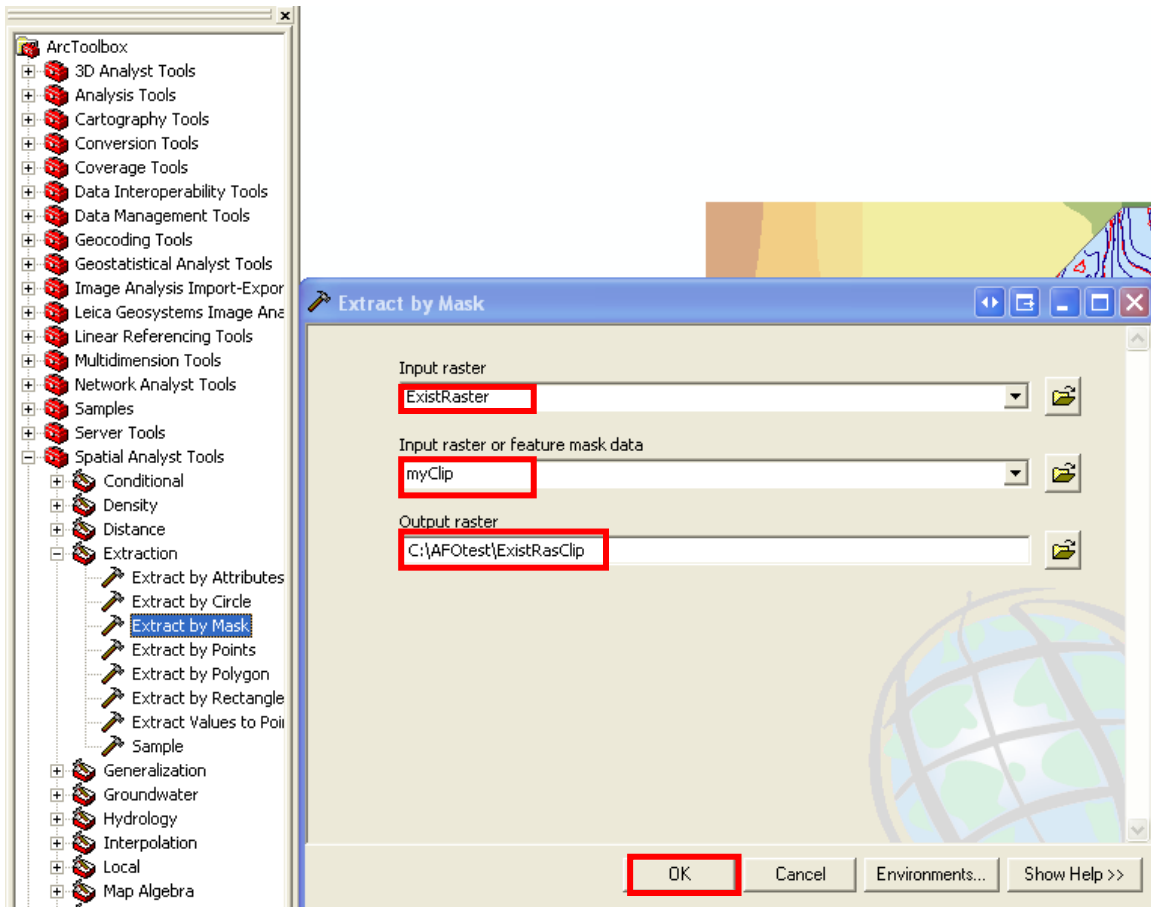 ArcToolbox
3D Analyst Tools
Analysis Tools
Cartography Tools
Conversion Tools
Coverage Tools
Data Interoperability Tools
Data Management Tools
Geocoding Tools
Geostatistical Analyst Tools
Image Analysis Import-Expor
Leica Geosystems Image Ana
Linear Referencing Tools
Multidimension Tools
Network Analyst Tools
Samples
Server Tools
Spatial Analyst Tools
Conditional
Density
Distance
Extraction
Extract by Attributes
Extract by Circle
Extract by Mask
Extract by Points
Extract by Polygon
Extract by Rectangle
Extract Values to Poi
Sample
Generalization
Groundwater
Hydrology
Interpolation
Local
Map Algebra
Extract by Mask
Input raster
ExistRaster
Input raster or feature mask data
myClip
Output raster
C:\AFOtest\ExistRasClip
OK
Cancel
Environments...
Show Help >>